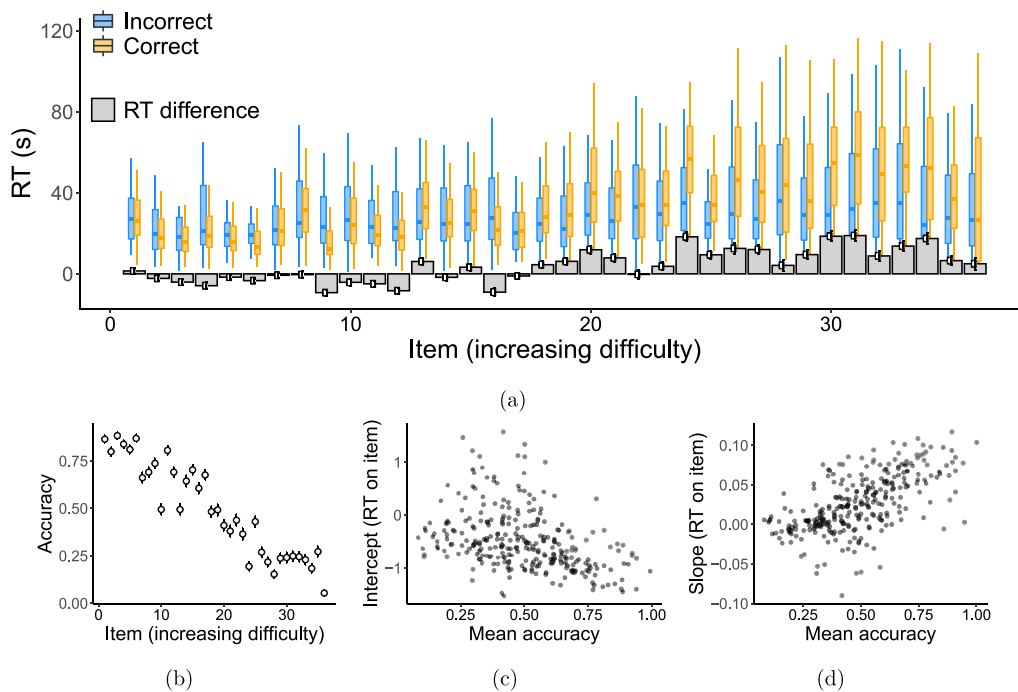 120
80
40
0
RT (s)
Incorrect
Correct
RT difference
0
10
20
30
Item (increasing difficulty)
(a)
0.75
0.50
0.25
0.00
Accuracy
0
10
20
30
Item (increasing difficulty)
(b)
1
0
−1
Intercept (RT on item)
0.25
0.50
0.75
1.00
Mean accuracy
(c)
0.10
0.05
0.00
−0.05
−0.10
Slope (RT on item)
0.25
0.50
0.75
1.00
Mean accuracy
(d)